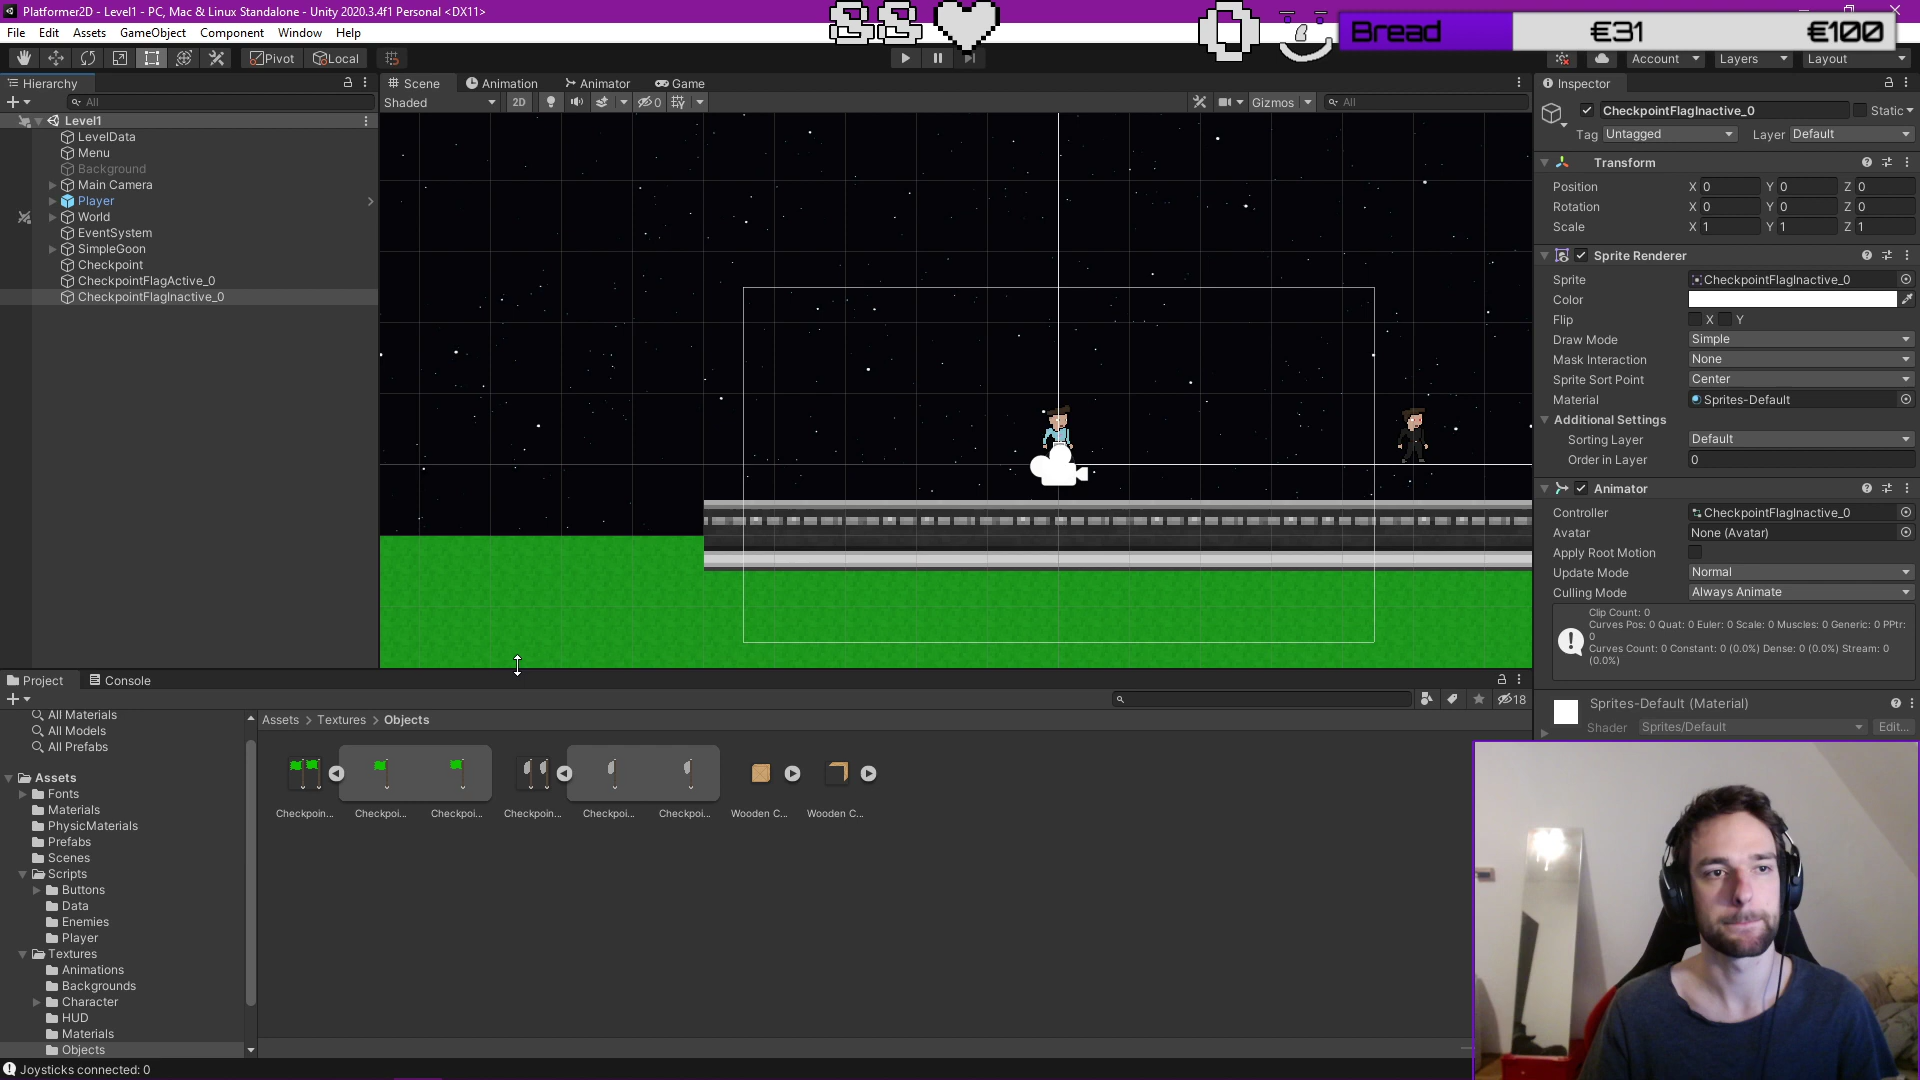 Platformer2D - Level1 - PC, Mac & Linux Standalone - Unity 2020.3.4f1 Personal <DX11>
File Edit Assets GameObject Component Window Help
Bread €31 €100
Pivot Local
Account Layers Layout
Hierarchy
All
Level1
LevelData
Menu
Background
Main Camera
Player
World
EventSystem
SimpleGoon
Checkpoint
CheckpointFlagActive_0
CheckpointFlagInactive_0
Scene Animation Animator Game
Shaded 2D 0 Gizmos All
Inspector
CheckpointFlagInactive_0 Static
Tag Untagged Layer Default
Transform
Position X 0 Y 0 Z 0
Rotation X 0 Y 0 Z 0
Scale X 1 Y 1 Z 1
Sprite Renderer
Sprite CheckpointFlagInactive_0
Color
Flip X Y
Draw Mode Simple
Mask Interaction None
Sprite Sort Point Center
Material Sprites-Default
Additional Settings
Sorting Layer Default
Order in Layer 0
Animator
Controller CheckpointFlagInactive_0
Avatar None (Avatar)
Apply Root Motion
Update Mode Normal
Culling Mode Always Animate
Clip Count: 0
Curves Pos: 0 Quat: 0 Euler: 0 Scale: 0 Muscles: 0 Generic: 0 PPtr:
0
Curves Count: 0 Constant: 0 (0.0%) Dense: 0 (0.0%) Stream: 0
(0.0%)
Sprites-Default (Material)
Shader Sprites/Default Edit...
Project Console
18
All Materials
All Models
All Prefabs
Assets
Fonts
Materials
PhysicMaterials
Prefabs
Scenes
Scripts
Buttons
Data
Enemies
Player
Textures
Animations
Backgrounds
Character
HUD
Materials
Objects
Assets > Textures > Objects
Checkpoin... Checkpoi... Checkpoi... Checkpoin... Checkpoi... Checkpoi... Wooden C... Wooden C...
Joysticks connected: 0